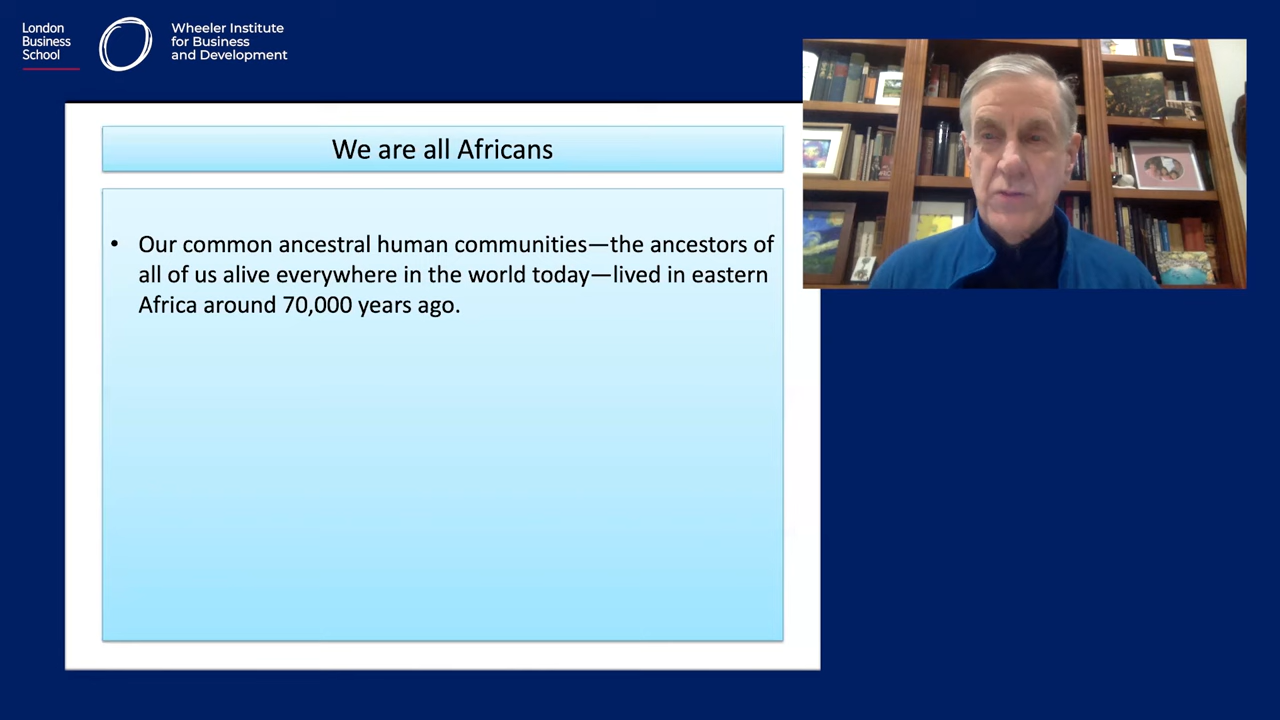 London
Business
School
Wheeler Institute
for Business
and Development
We are all Africans
• Our common ancestral human communities—the ancestors of
all of us alive everywhere in the world today—lived in eastern
Africa around 70,000 years ago.